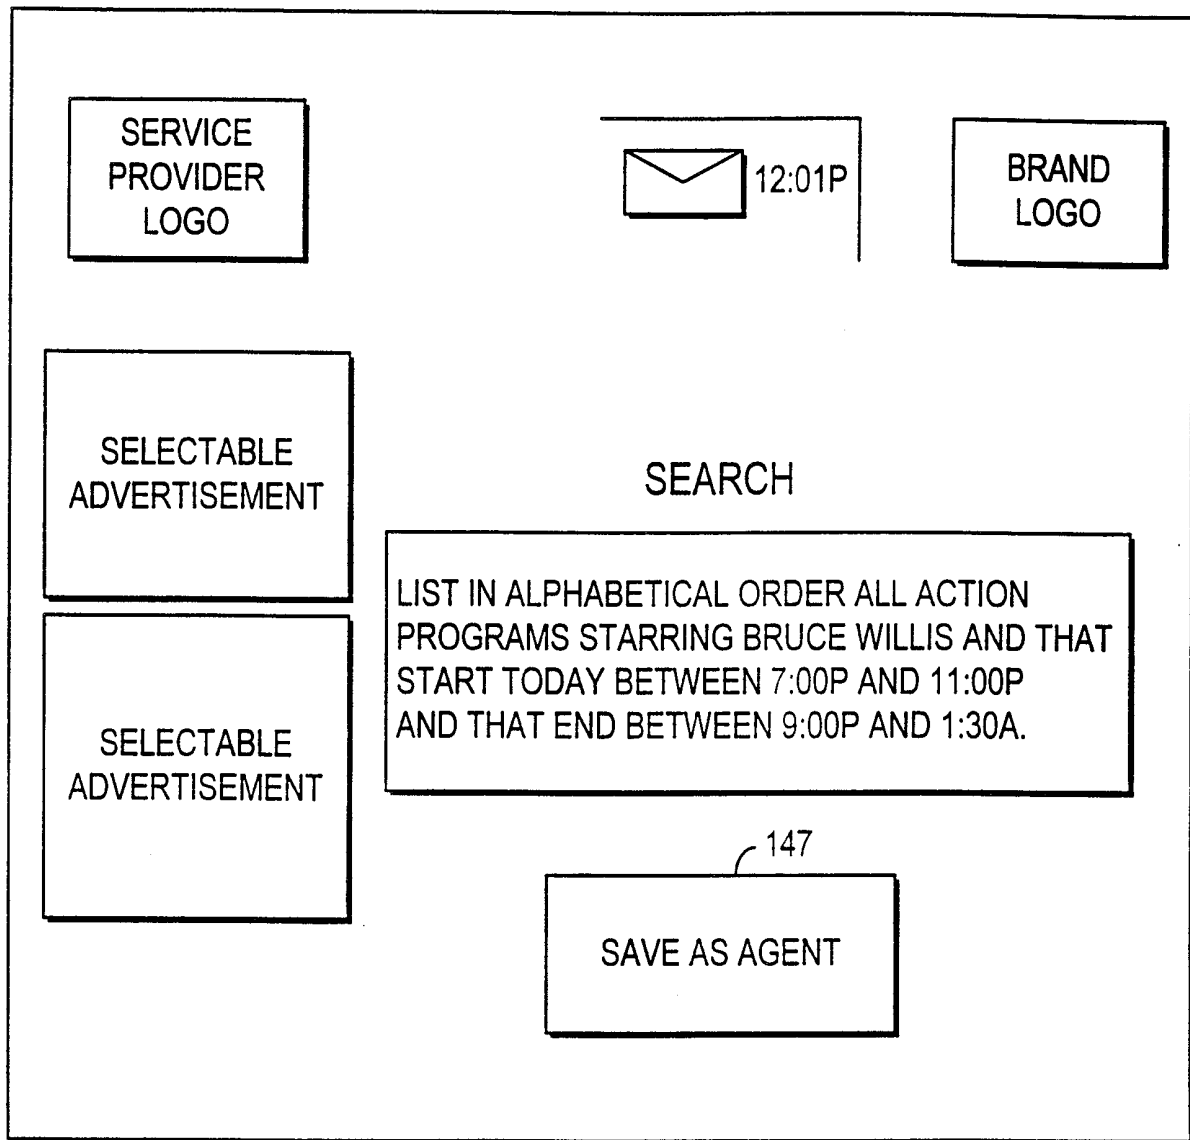 SERVICE
PROVIDER
LOGO
12:01P
BRAND
LOGO
SELECTABLE
ADVERTISEMENT
SEARCH
LIST IN ALPHABETICAL ORDER ALL ACTION
PROGRAMS STARRING BRUCE WILLIS AND THAT
START TODAY BETWEEN 7:00P AND 11:00P
AND THAT END BETWEEN 9:00P AND 1:30A.
SELECTABLE
ADVERTISEMENT
147
SAVE AS AGENT